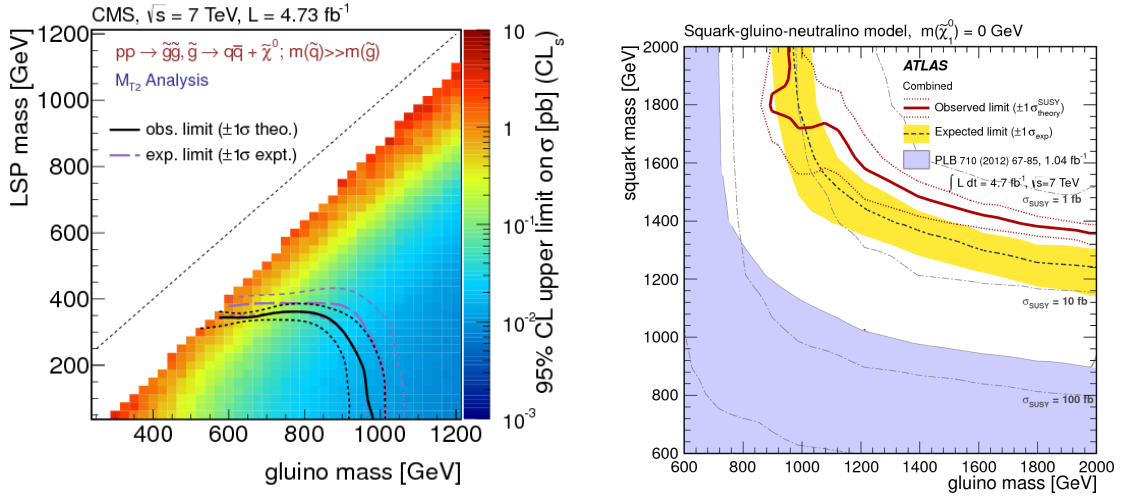 CMS, √s = 7 TeV, L = 4.73 fb⁻¹
pp → g̃g̃, g̃ → qq̄ + χ̃⁰; m(q̃)>>m(g̃)
M_T2 Analysis
obs. limit (±1σ theo.)
exp. limit (±1σ expt.)
LSP mass [GeV]
1200
1000
800
600
400
200
400
600
800
1000
1200
gluino mass [GeV]
10
1
10⁻¹
10⁻²
10⁻³
95% CL upper limit on σ [pb] (CL_s)
Squark-gluino-neutralino model, m(χ̃⁰₁) = 0 GeV
ATLAS
Combined
Observed limit (±1σ^SUSY_theory)
Expected limit (±1σ_exp)
PLB 710 (2012) 67-85, 1.04 fb⁻¹
∫ L dt = 4.7 fb⁻¹, √s=7 TeV
σ_SUSY = 1 fb
σ_SUSY = 10 fb
σ_SUSY = 100 fb
squark mass [GeV]
2000
1800
1600
1400
1200
1000
800
600
600
800
1000
1200
1400
1600
1800
2000
gluino mass [GeV]